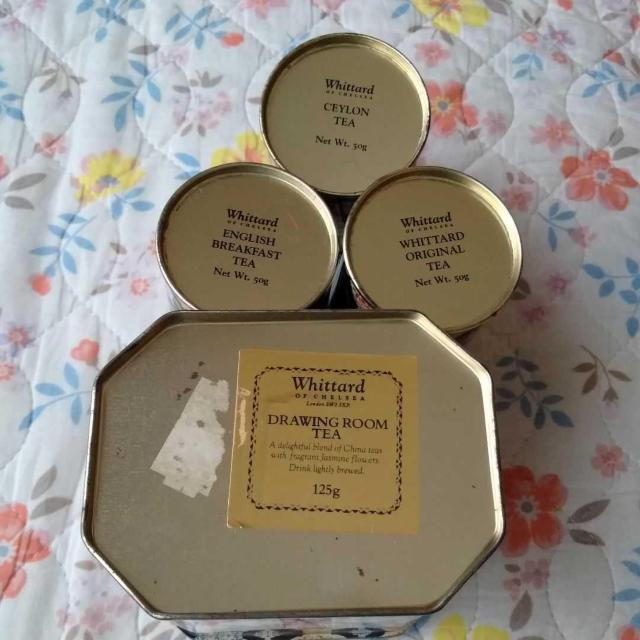 Whittard
OF CHELSEA
CEYLON
TEA
Net Wt. 50g
Whittard
OF CHELSEA
ENGLISH
BREAKFAST
TEA
Net Wt. 50g
Whittard
OF CHELSEA
WHITTARD
ORIGINAL
TEA
Net Wt. 50g
Whittard
OF CHELSEA
London
DRAWING ROOM
TEA
A delightful blend of China teas
with fragrant Jasmine flowers.
Drink lightly brewed.
125g